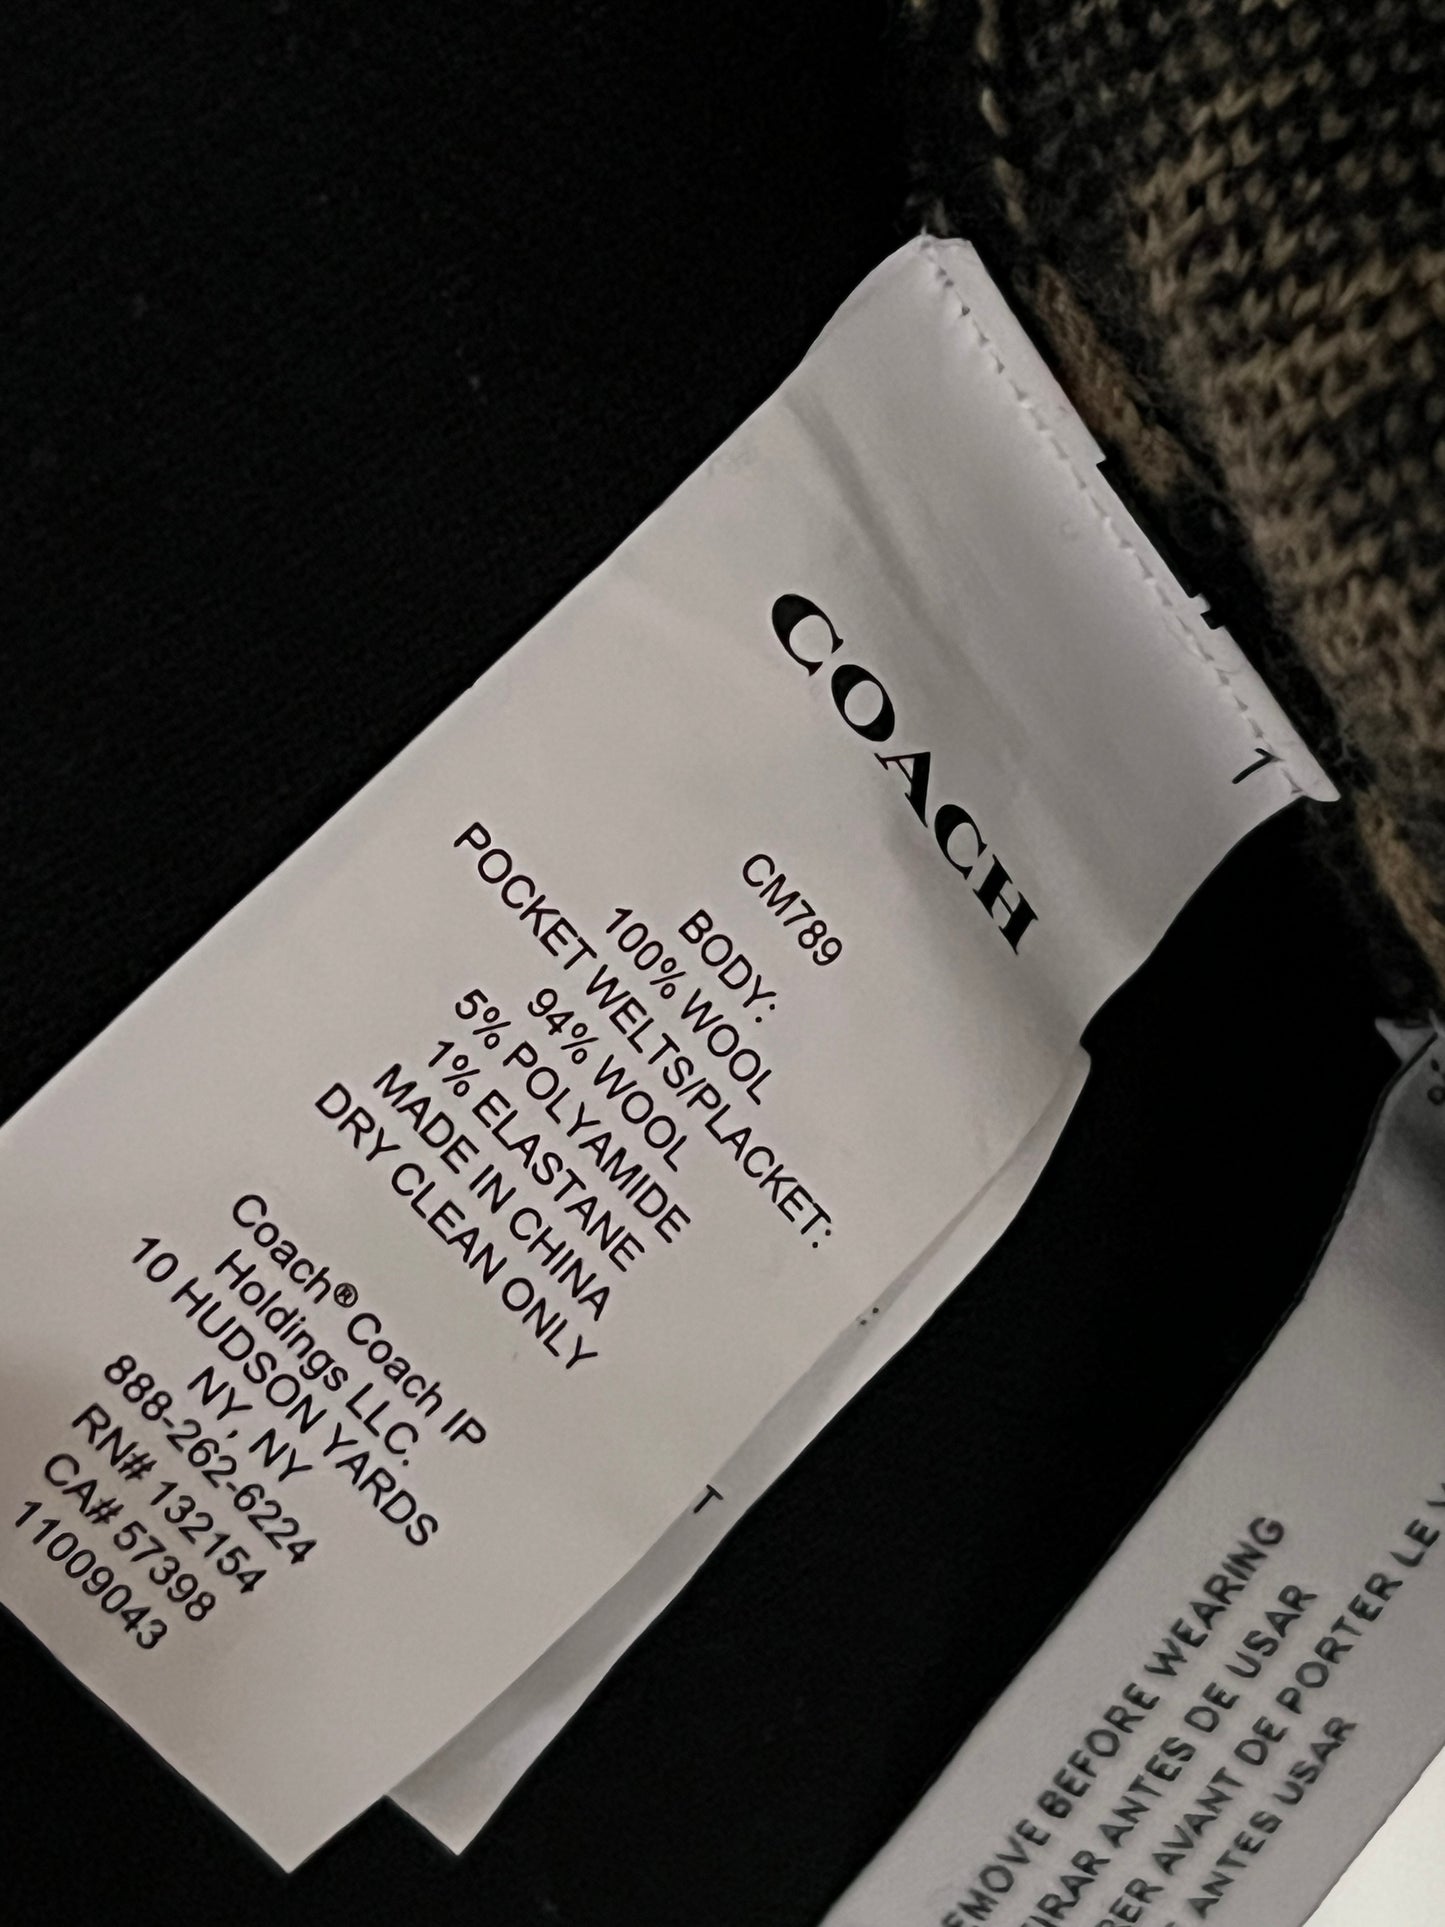 1
COACH
CM789
BODY:
100% WOOL
POCKET WELTS/PLACKET:
94% WOOL
5% POLYAMIDE
1% ELASTANE
MADE IN CHINA
DRY CLEAN ONLY
Coach® Coach IP
Holdings LLC.
10 HUDSON YARDS
NY, NY
888-262-6224
RN# 132154
CA# 57398
11009043
T
BEFORE WEARING
ANTES DE USAR
AVANT DE PORTER LE
ANTES USAR